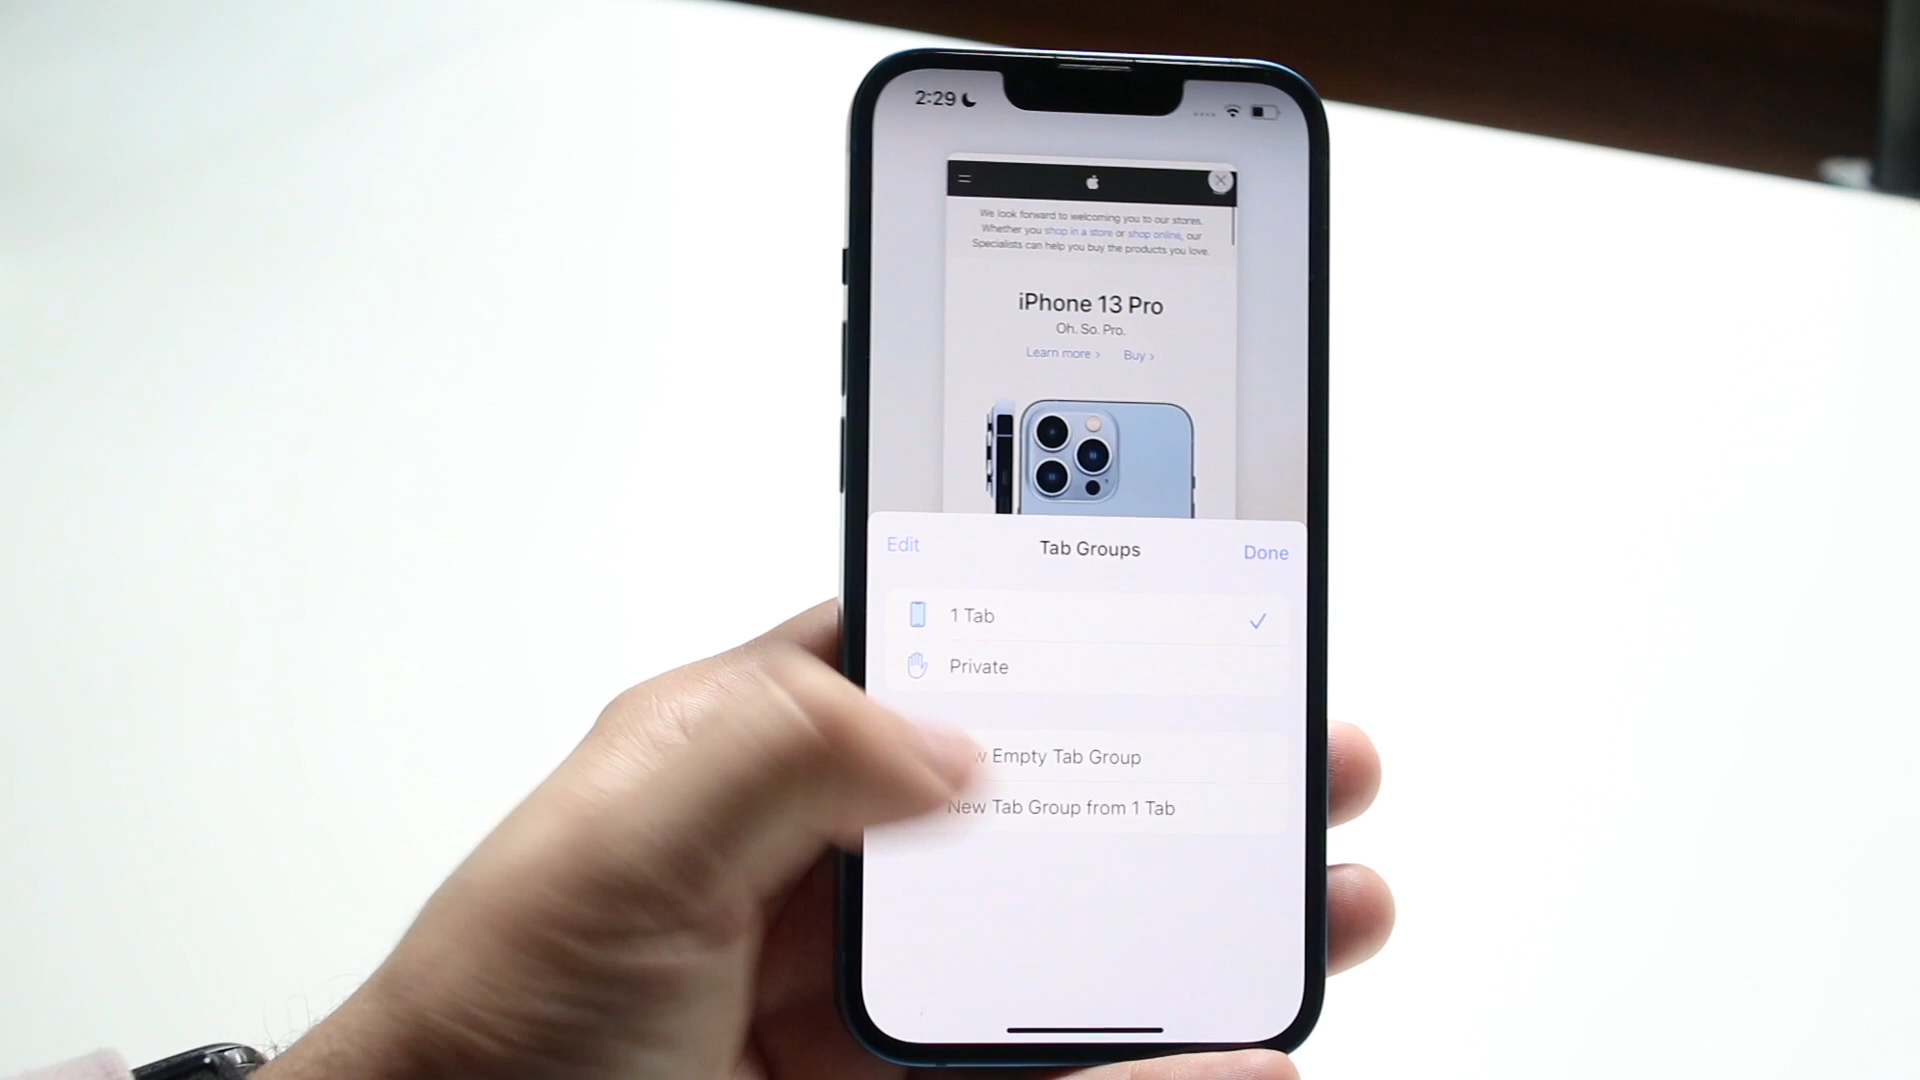 2:29
We look forward to welcoming you to our stores.
Whether you shop in a store or shop online, our
Specialists can help you buy the products you love.
iPhone 13 Pro
Oh. So. Pro.
Learn more > Buy >
Edit Tab Groups Done
1 Tab
Private
w Empty Tab Group
New Tab Group from 1 Tab